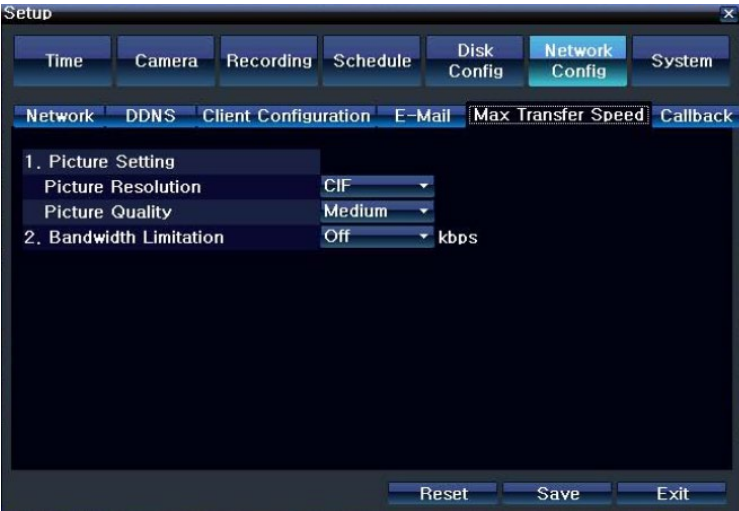 Setup
Time Camera Recording Schedule Disk Config Network Config System
Network DDNS Client Configuration E-Mail Max Transfer Speed Callback
1. Picture Setting
Picture Resolution CIF
Picture Quality Medium
2. Bandwidth Limitation Off kbps
Reset Save Exit